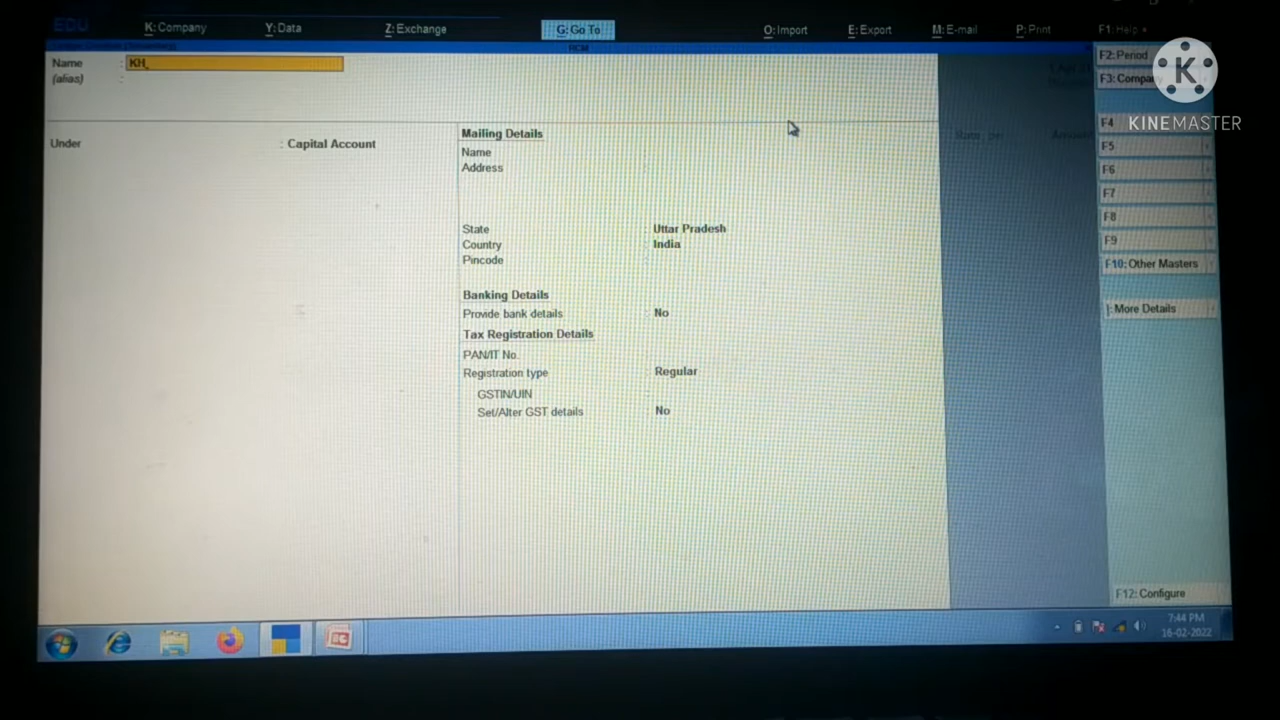 EDU K: Company Y: Data Z: Exchange G: Go To O: Import E: Export M: E-mail P: Print F1: Help
Name : KH
(alias) :
Under : Capital Account
Mailing Details
Name
Address
State Uttar Pradesh
Country India
Pincode
Banking Details
Provide bank details : No
Tax Registration Details
PAN/IT No.
Registration type : Regular
GSTIN/UIN
Set/Alter GST details : No
F2: Period
F3: Company
F4
F5
F6
F7
F8
F9
F10: Other Masters
|: More Details
F12: Configure
K
KINEMASTER
7:44 PM
16-02-2022